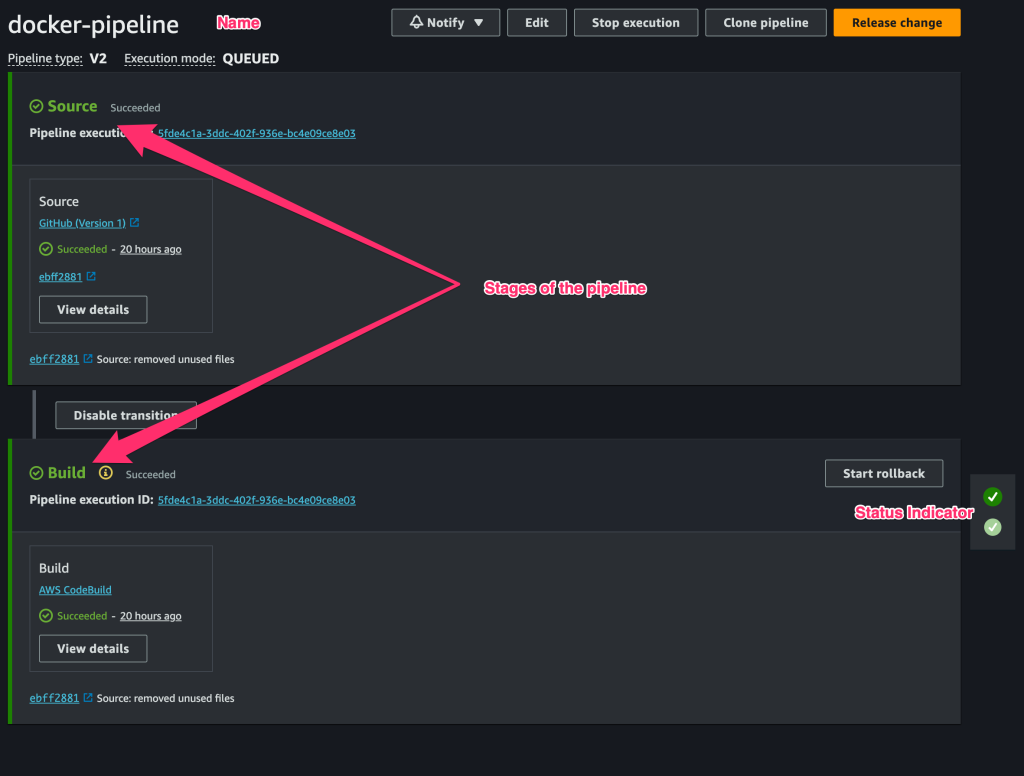 docker-pipeline Name Notify ▼ Edit Stop execution Clone pipeline Release change
Pipeline type: V2 Execution mode: QUEUED
Source Succeeded
Pipeline executio 5fde4c1a-3ddc-402f-936e-bc4e09ce8e03
Source
GitHub (Version 1)
Succeeded - 20 hours ago
ebff2881
View details
Stages of the pipeline
ebff2881 Source: removed unused files
Disable transition
Build Succeeded Start rollback
Pipeline execution ID: 5fde4c1a-3ddc-402f-936e-bc4e09ce8e03
Status Indicator
Build
AWS CodeBuild
Succeeded - 20 hours ago
View details
ebff2881 Source: removed unused files